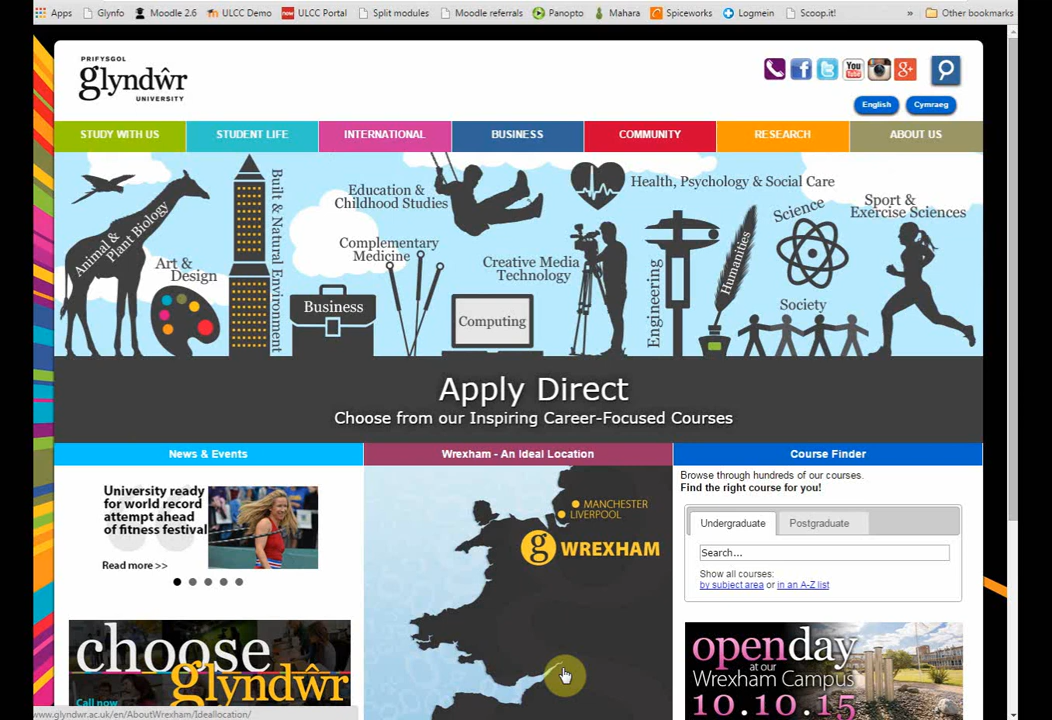 Apps Glynfo Moodle 2.6 ULCC Demo ULCC Portal Split modules Moodle referrals Panopto Mahara Spiceworks Logmein Scoop.it! » Other bookmarks
PRIFYSGOL
glyndŵr
UNIVERSITY
You
Tube
English Cymraeg
STUDY WITH US STUDENT LIFE INTERNATIONAL BUSINESS COMMUNITY RESEARCH ABOUT US
Animal &
Plant Biology
Art &
Design
Built & Natural Environment
Business
Education &
Childhood Studies
Complementary
Medicine
Computing
Creative Media
Technology
Health, Psychology & Social Care
Engineering
Humanities
Science
Society
Sport &
Exercise Sciences
Apply Direct
Choose from our Inspiring Career-Focused Courses
News & Events
University ready
for world record
attempt ahead
of fitness festival
Read more >>
choose
glyndŵr
Call now
Wrexham - An Ideal Location
MANCHESTER
LIVERPOOL
g WREXHAM
Course Finder
Browse through hundreds of our courses.
Find the right course for you!
Undergraduate Postgraduate
Search...
Show all courses:
by subject area or in an A-Z list
openday
at our
Wrexham Campus
10.10.15
www.glyndwr.ac.uk/en/AboutWrexham/Ideallocation/